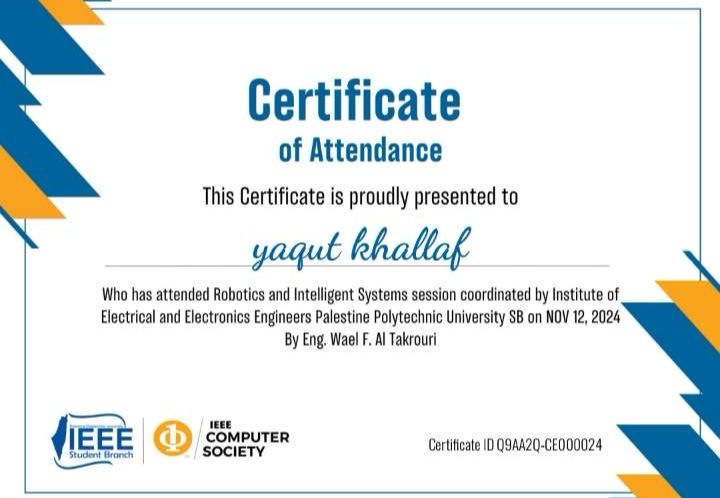 Certificate
of Attendance
This Certificate is proudly presented to
yaqut khallaf
Who has attended Robotics and Intelligent Systems session coordinated by Institute of
Electrical and Electronics Engineers Palestine Polytechnic University SB on NOV 12, 2024
By Eng. Wael F. Al Takrouri
IEEE
Student Branch
IEEE
COMPUTER
SOCIETY
Certificate ID Q9AA2Q-CE000024